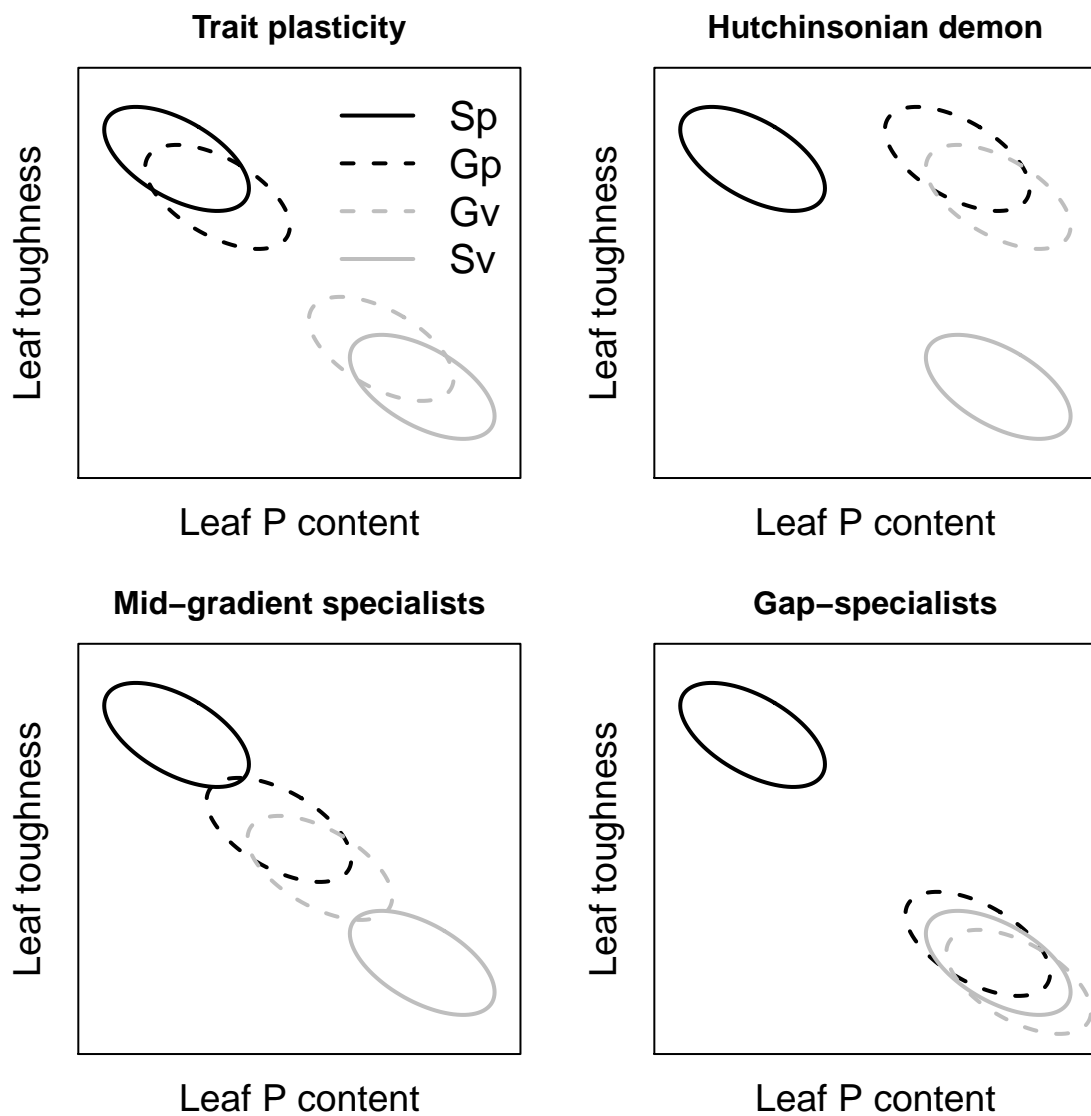 Trait plasticity
Leaf toughness
Sp
Gp
Gv
Sv
Leaf P content
Hutchinsonian demon
Leaf toughness
Leaf P content
Mid−gradient specialists
Leaf toughness
Leaf P content
Gap−specialists
Leaf toughness
Leaf P content